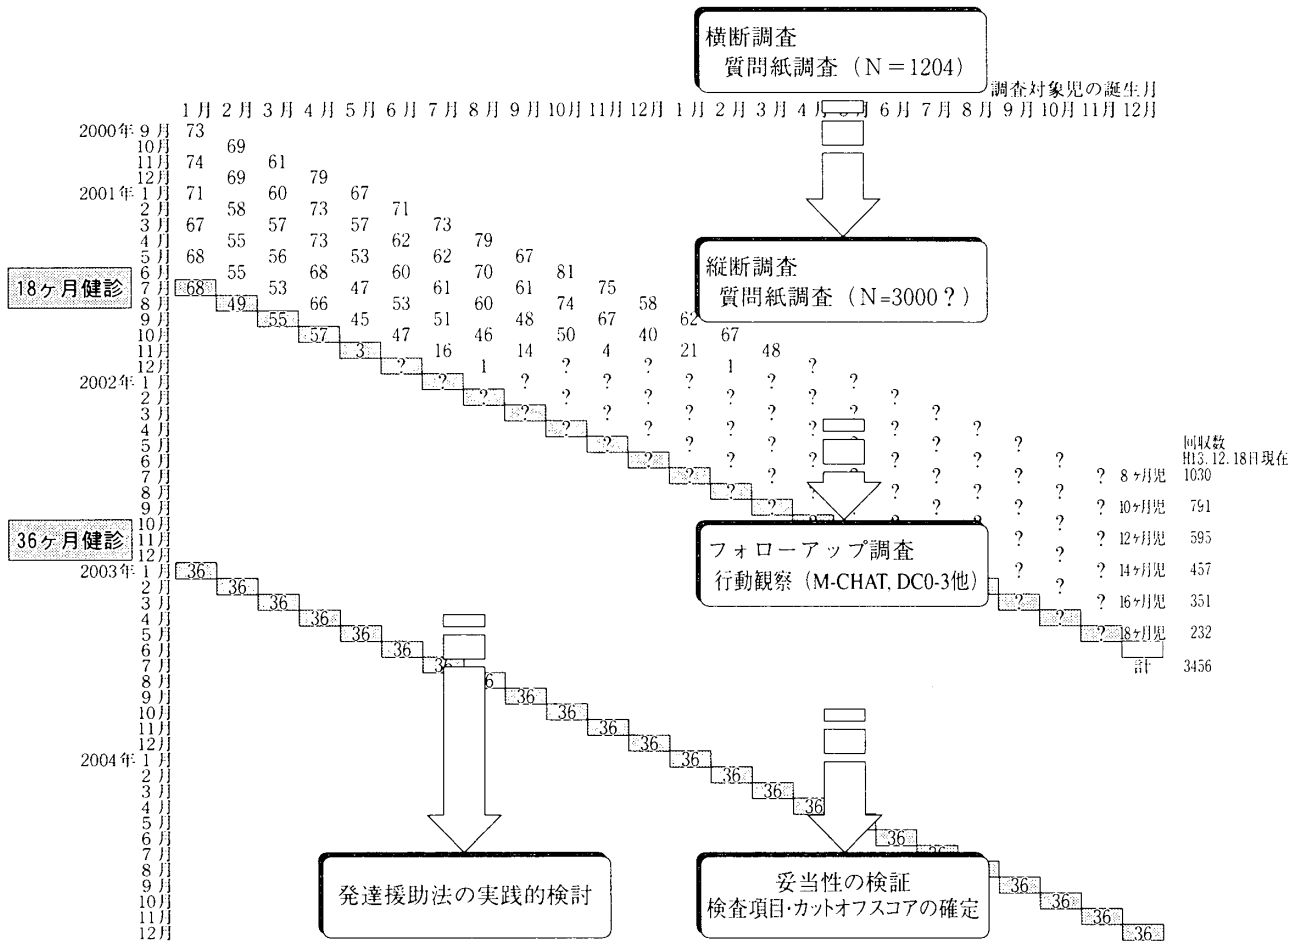 横断調査
質問紙調査（N＝1204）
調査対象児の誕生月
1月 2月 3月 4月 5月 6月 7月 8月 9月 10月 11月 12月 1月 2月 3月 4月 6月 7月 8月 9月 10月 11月 12月
2000年 9月 73
10月 69
11月 74 61
12月 69 79
2001年 1月 71 60 67
2月 58 73 71
3月 67 57 57 73
4月 55 73 62 79
縦断調査
質問紙調査（N=3000？）
5月 68 56 53 62 67
6月 55 68 60 70 81
18ヶ月健診
7月 68 53 47 61 61 75
8月 49 66 53 60 74 58
9月 55 45 51 48 67 62
10月 57 47 46 50 40 67
11月 3 16 14 4 21 48
12月 ? 1 ? ? 1 ?
2002年 1月 ? ? ? ? ? ?
2月 ? ? ? ? ? ?
3月 ? ? ? ? ? ?
4月 ? ? ? ? ? ?
回収数
H13.12.18日現在
5月 ? ? ? ? ?
6月 ? ? ? ? ? ?
7月 ? ? ? ? ? 8ヶ月児 1030
8月 ? ? ? ?
9月 ? ? ? ? 10ヶ月児 791
10月 ? ? ?
36ヶ月健診
11月 ? ? 12ヶ月児 595
12月 ?
フォローアップ調査
行動観察（M-CHAT, DC0-3他）
2003年 1月 36 ? ? 14ヶ月児 457
2月 36 ?
3月 36 ? ? 16ヶ月児 351
4月 36 ?
5月 36 ? 18ヶ月児 232
6月 36
7月 36 計 3456
8月 6
9月 36
10月 36
11月 36
12月 36
2004年 1月 36
2月 36
3月 36
4月 36
5月
6月 36
7月 36
8月
9月 36
10月 36
11月 36
12月 36
発達援助法の実践的検討
妥当性の検証
検査項目・カットオフスコアの確定